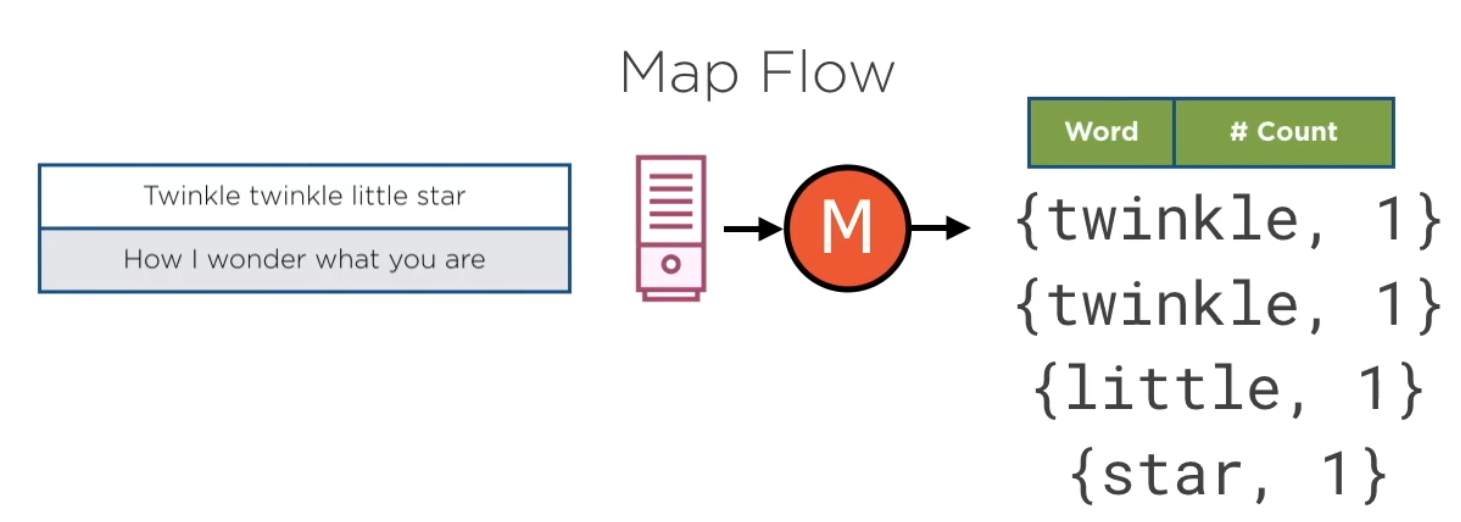 Map Flow
Twinkle twinkle little star
How I wonder what you are
M
Word # Count
{twinkle, 1}
{twinkle, 1}
{little, 1}
{star, 1}